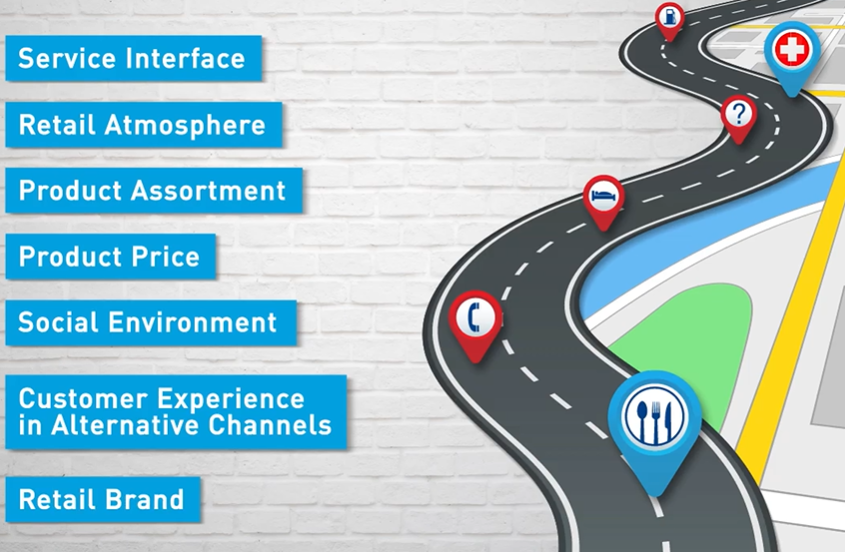 Service Interface
Retail Atmosphere
Product Assortment
Product Price
Social Environment
Customer Experience
in Alternative Channels
Retail Brand
?